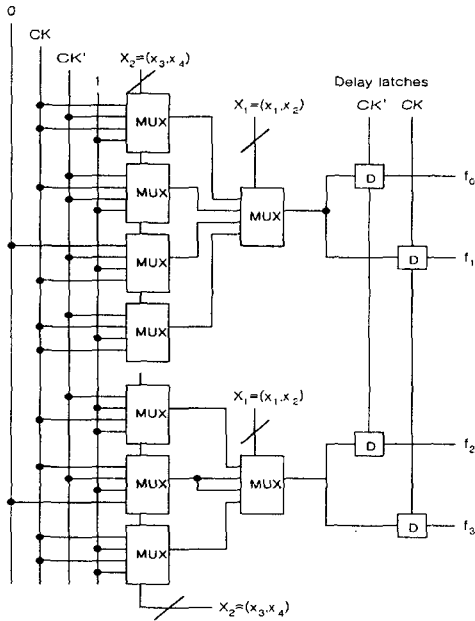 0
CK
CK'
1
X₂=(x₃,x₄)
Delay latches
CK' CK
X₁=(x₁,x₂)
MUX
MUX
MUX
MUX
MUX
D
f₀
D
f₁
X₁=(x₁,x₂)
MUX
MUX
MUX
MUX
D
f₂
D
f₃
X₂=(x₃,x₄)